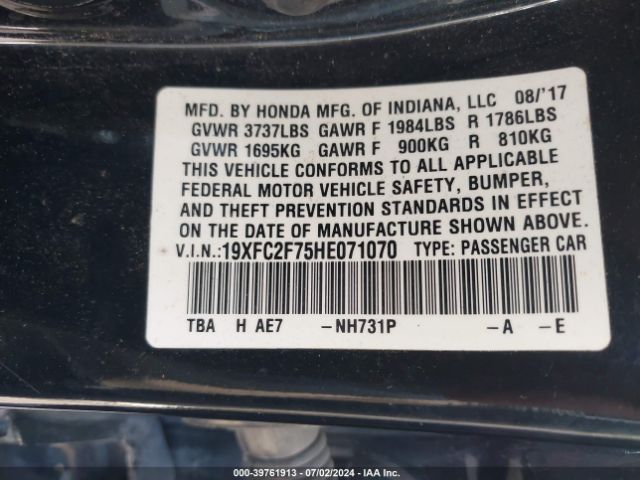 MFD. BY HONDA MFG. OF INDIANA, LLC 08/'17
GVWR 3737LBS GAWR F 1984LBS R 1786LBS
GVWR 1695KG GAWR F 900KG R 810KG
THIS VEHICLE CONFORMS TO ALL APPLICABLE
FEDERAL MOTOR VEHICLE SAFETY, BUMPER,
AND THEFT PREVENTION STANDARDS IN EFFECT
ON THE DATE OF MANUFACTURE SHOWN ABOVE.
V.I.N.:19XFC2F75HE071070 TYPE: PASSENGER CAR
TBA H AE7 -NH731P -A -E
000-39761913 - 07/02/2024 - IAA Inc.